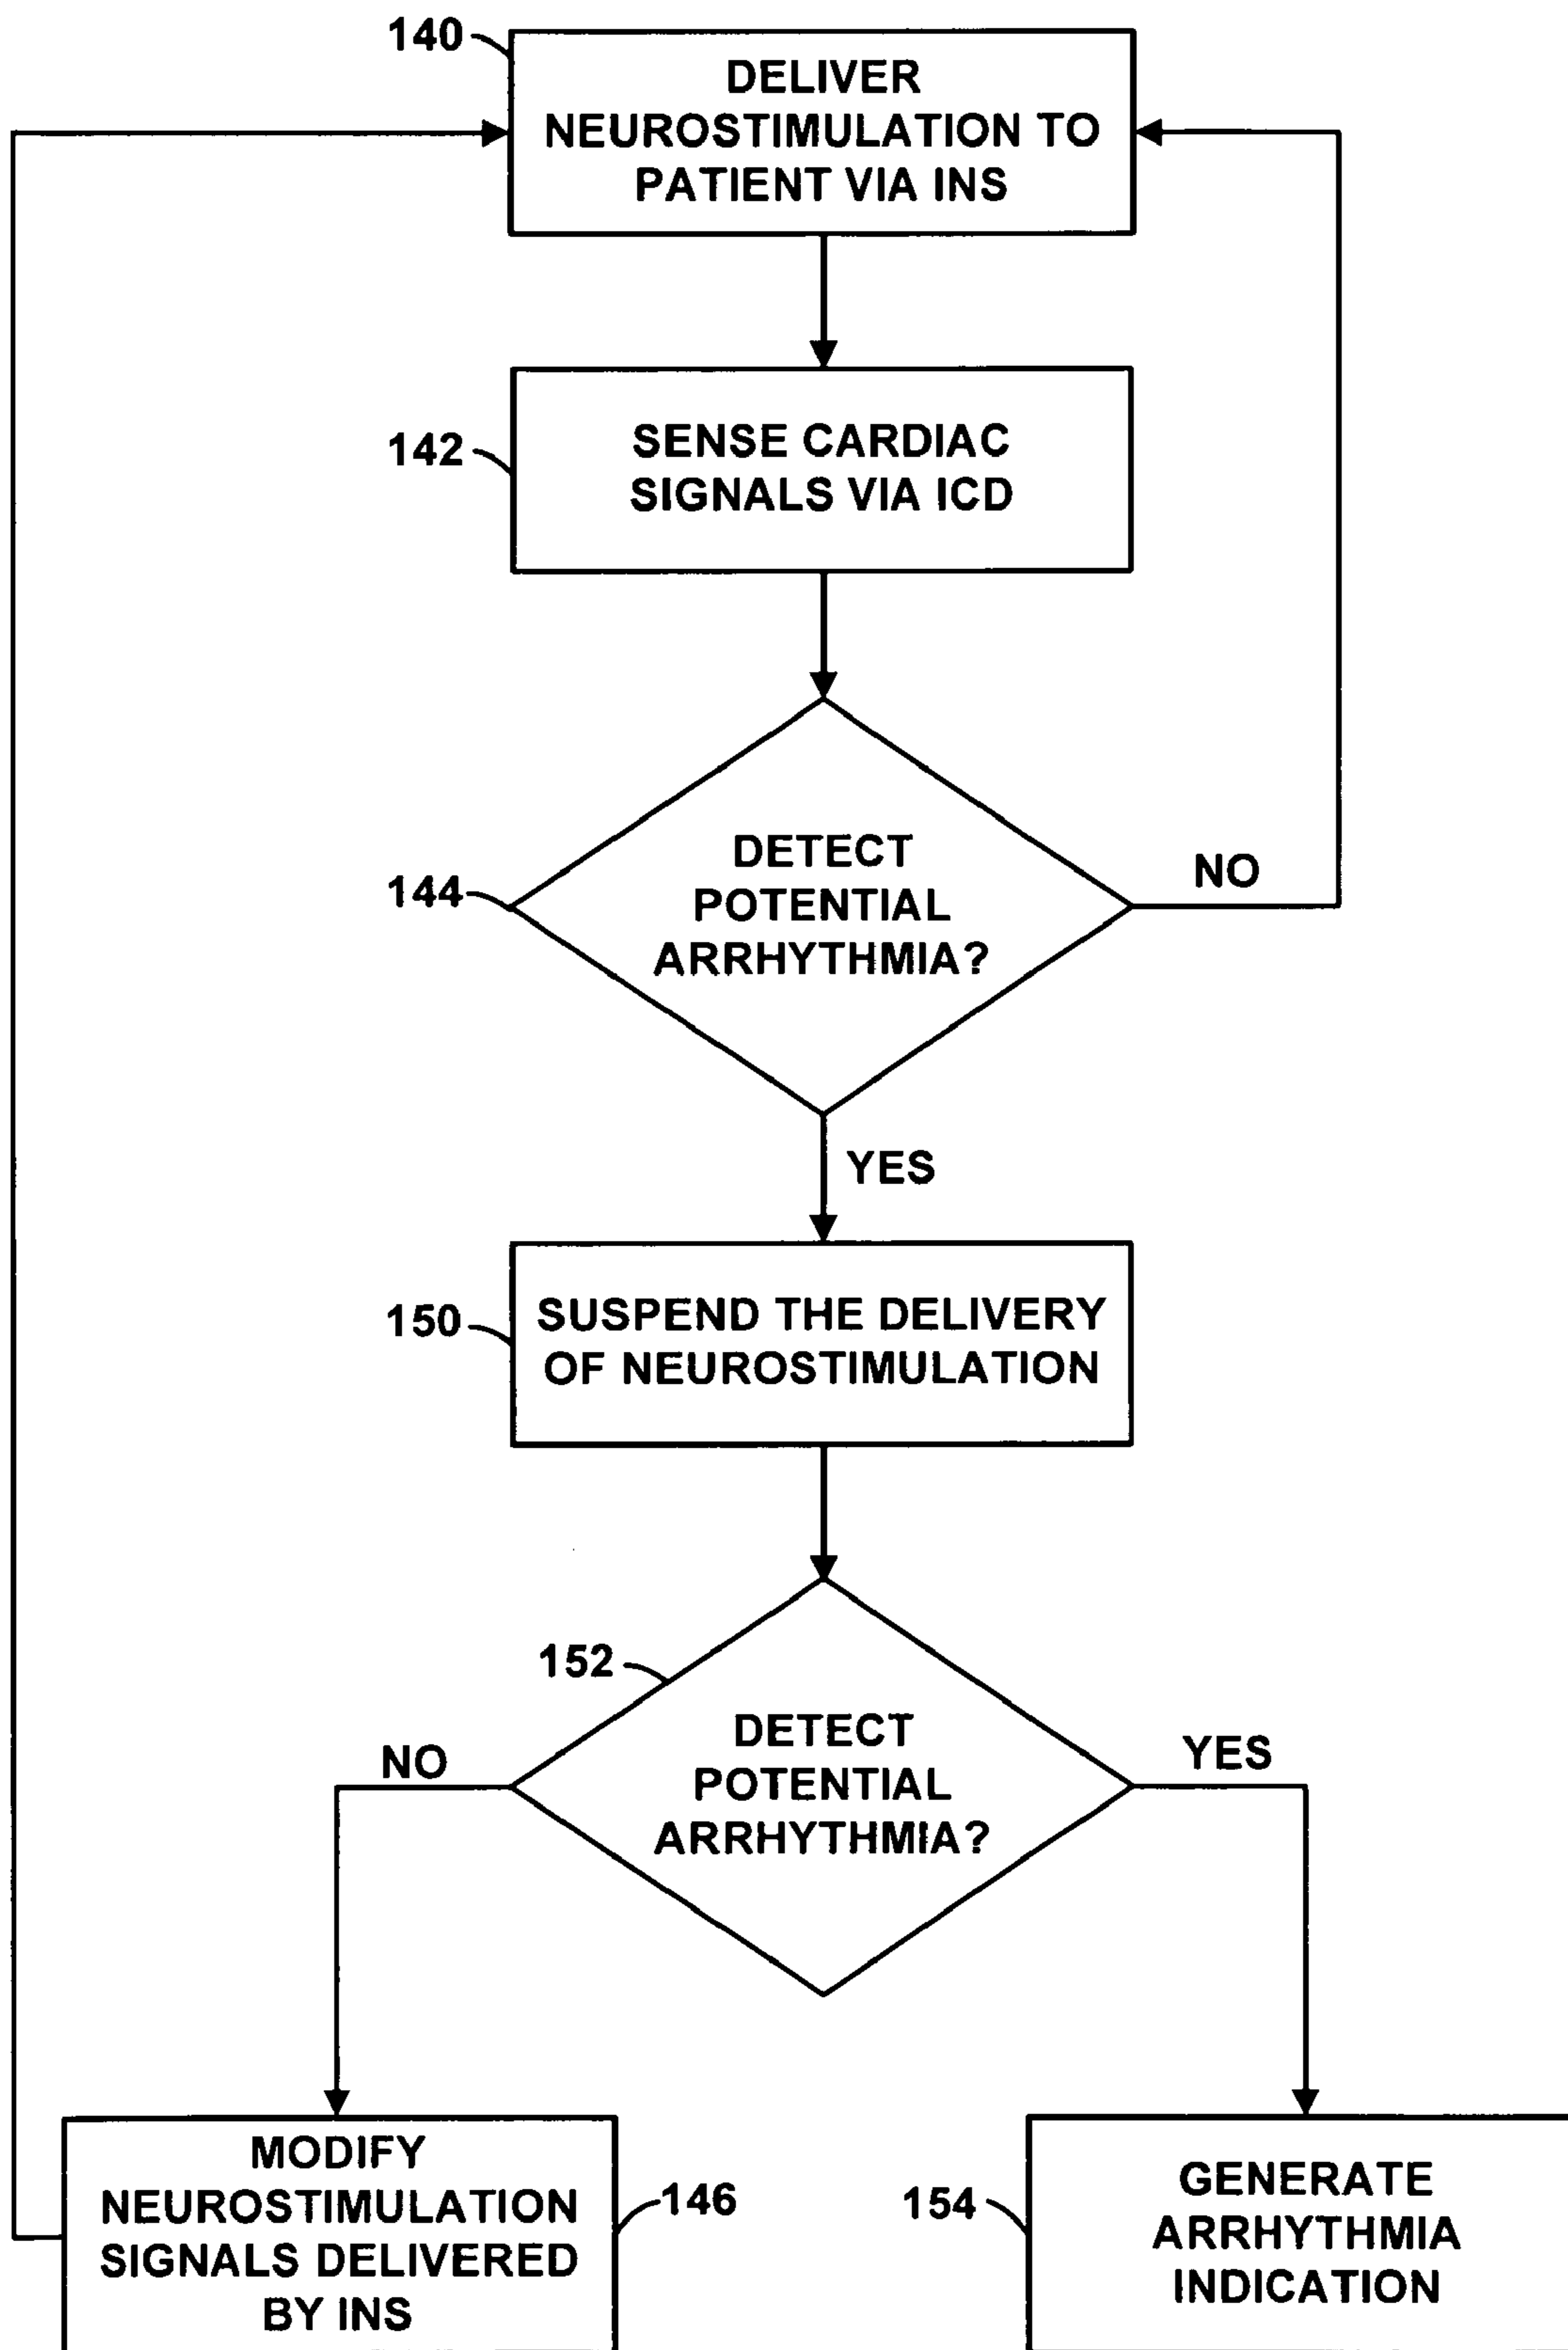 140
DELIVER
NEUROSTIMULATION TO
PATIENT VIA INS
142
SENSE CARDIAC
SIGNALS VIA ICD
144
DETECT
POTENTIAL
ARRHYTHMIA?
NO
YES
150
SUSPEND THE DELIVERY
OF NEUROSTIMULATION
152
DETECT
POTENTIAL
ARRHYTHMIA?
NO
YES
MODIFY
NEUROSTIMULATION
SIGNALS DELIVERED
BY INS
146
154
GENERATE
ARRHYTHMIA
INDICATION